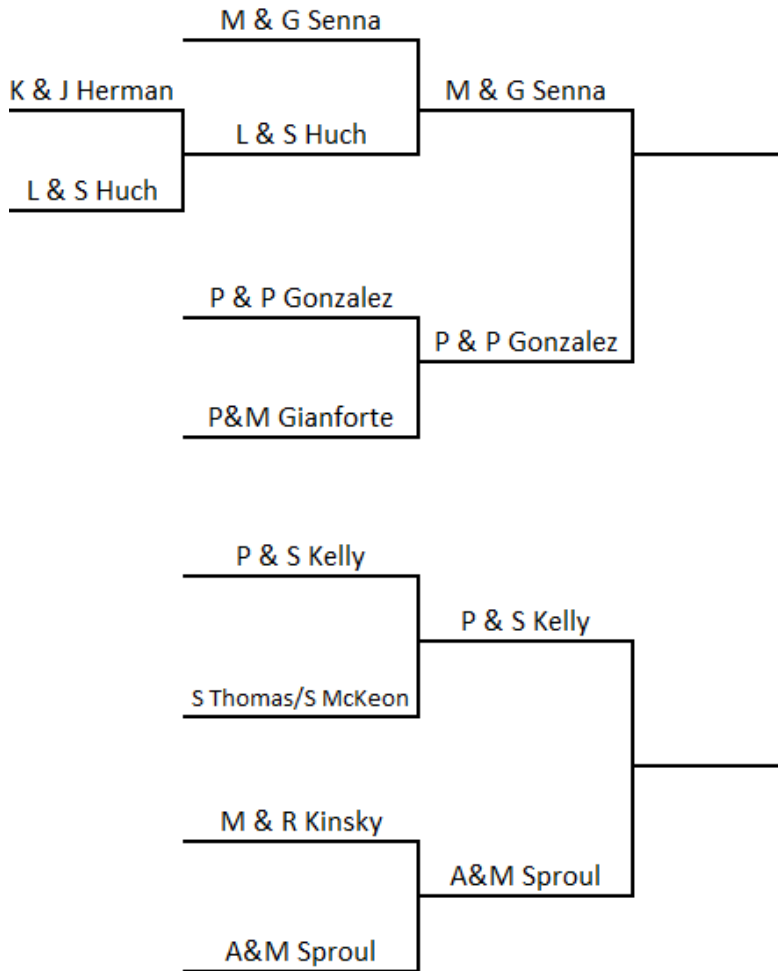 M & G Senna
K & J Herman
M & G Senna
L & S Huch
L & S Huch
P & P Gonzalez
P & P Gonzalez
P&M Gianforte
P & S Kelly
P & S Kelly
S Thomas/S McKeon
M & R Kinsky
A&M Sproul
A&M Sproul